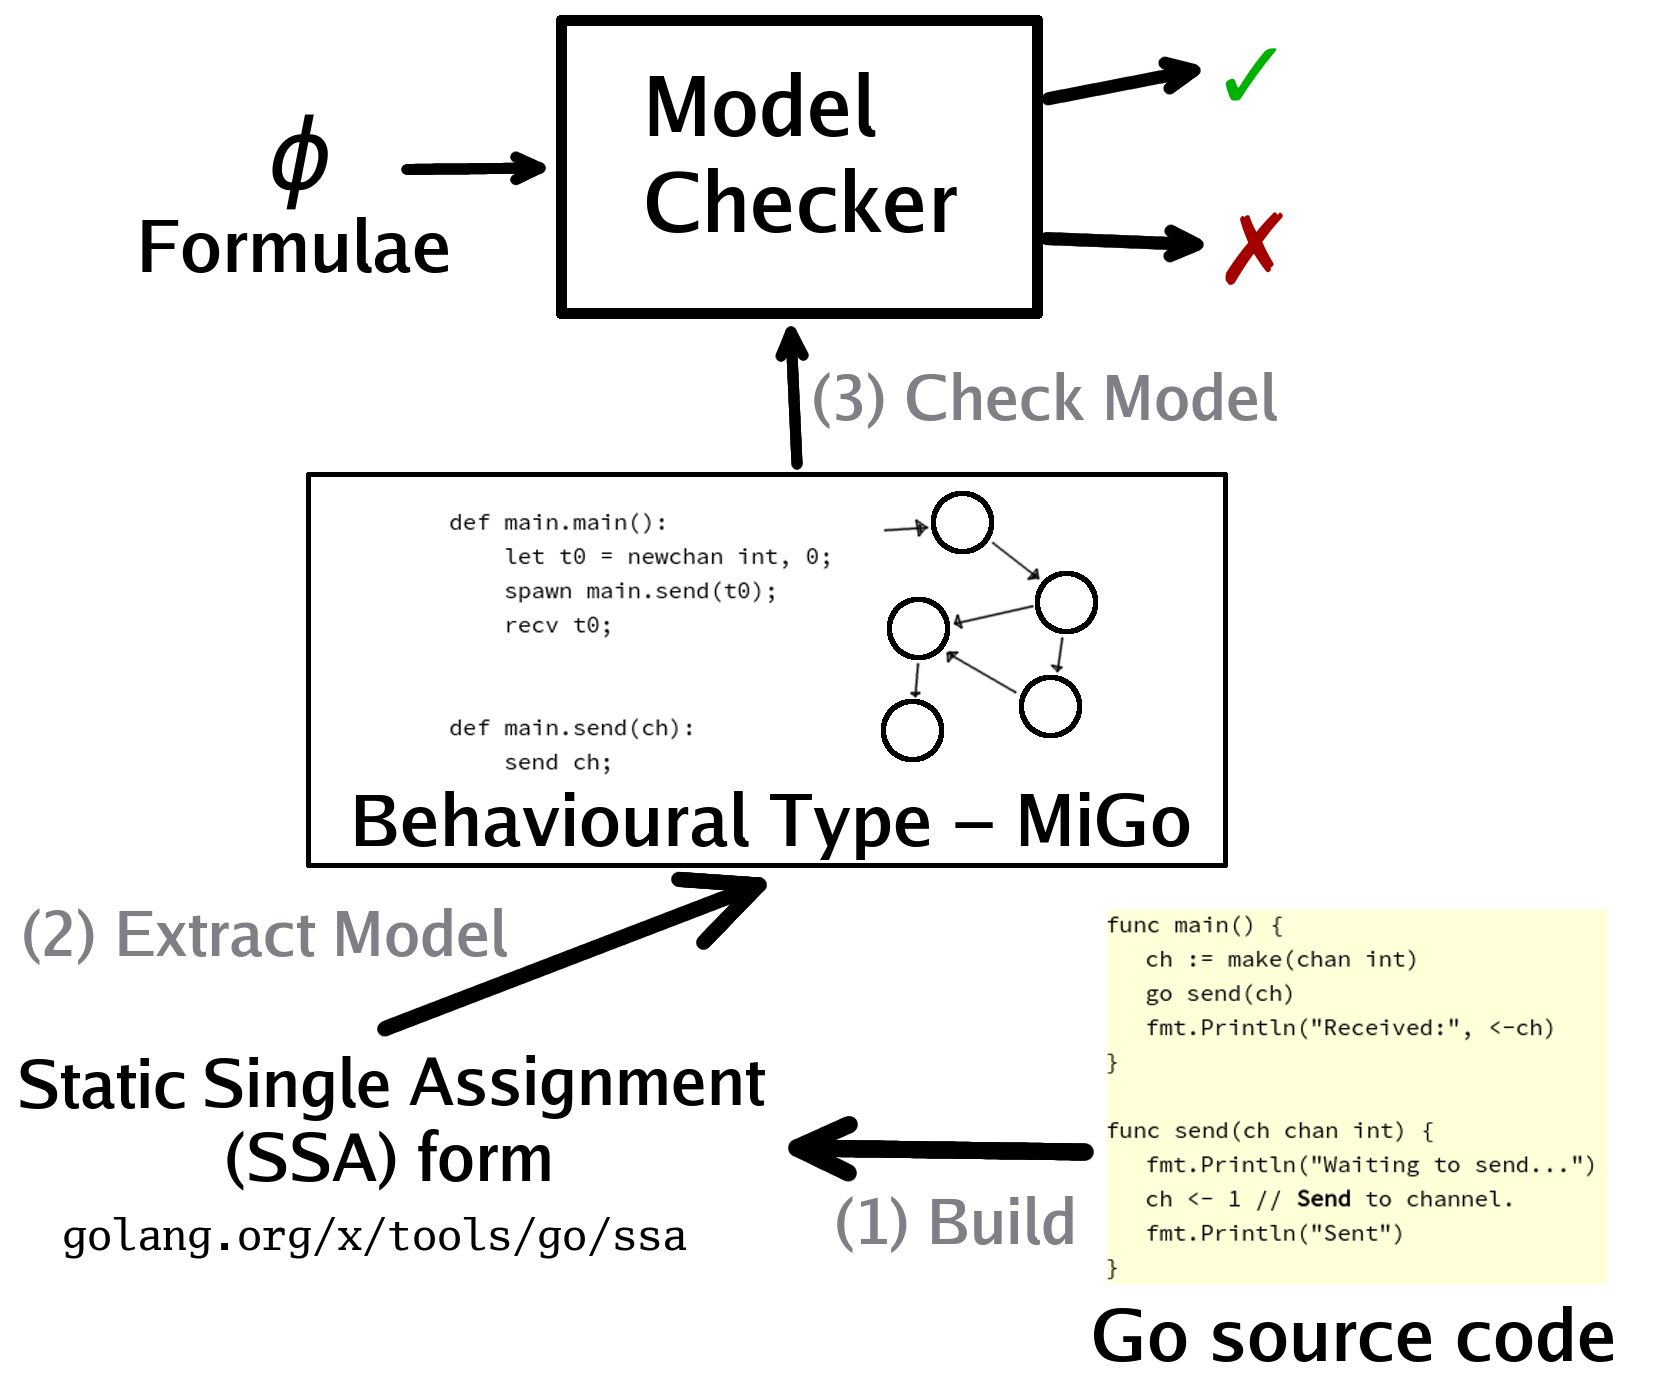 Model
Checker
✓
ϕ
Formulae
✗
(3) Check Model
def main.main():
    let t0 = newchan int, 0;
    spawn main.send(t0);
    recv t0;
def main.send(ch):
    send ch;
Behavioural Type – MiGo
(2) Extract Model
Static Single Assignment
(SSA) form
golang.org/x/tools/go/ssa
(1) Build
func main() {
   ch := make(chan int)
   go send(ch)
   fmt.Println("Received:", <-ch)
}
func send(ch chan int) {
   fmt.Println("Waiting to send...")
   ch <- 1 // Send to channel.
   fmt.Println("Sent")
}
Go source code